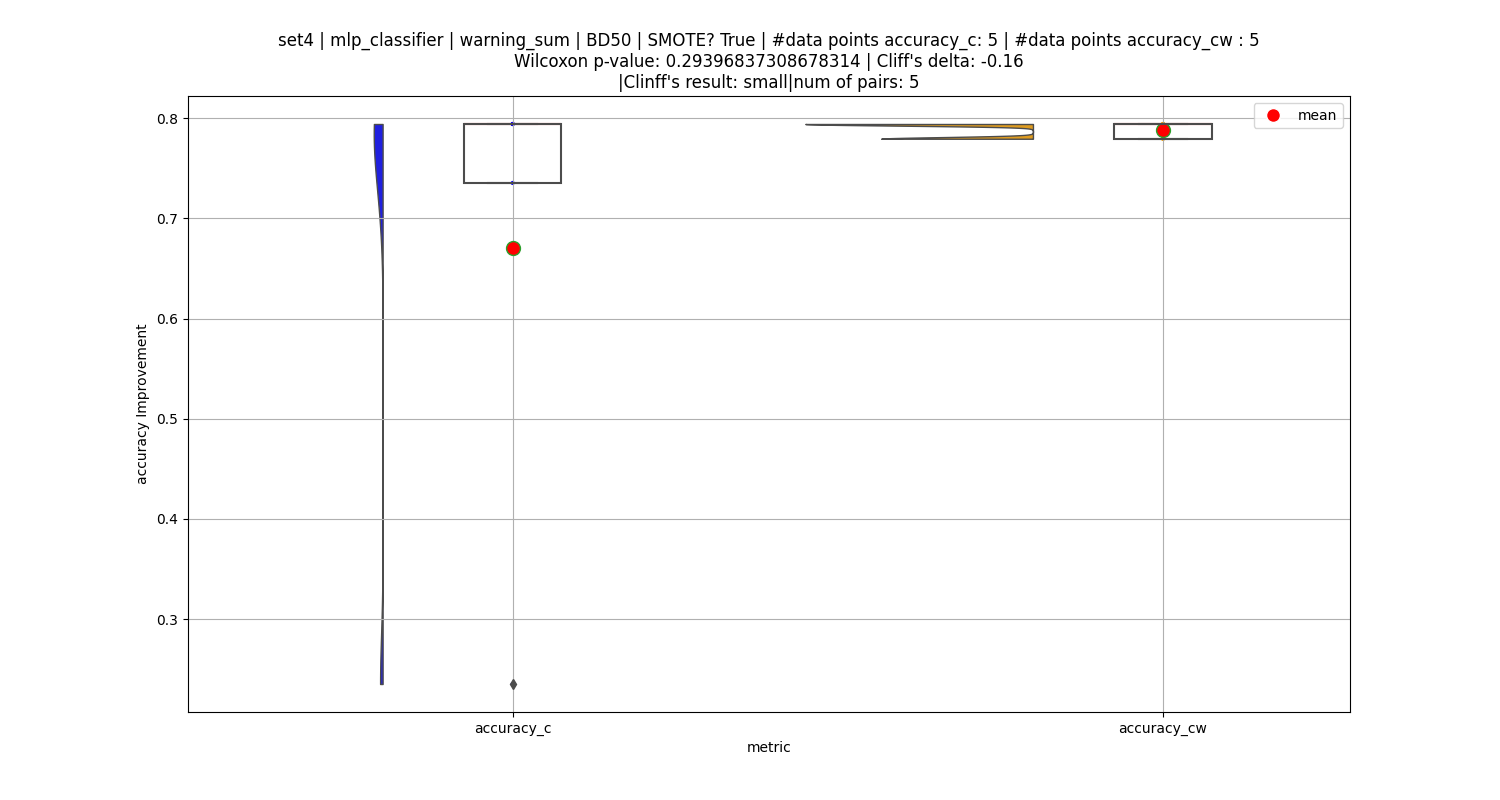 set4 | mlp_classifier | warning_sum | BD50 | SMOTE? True | #data points accuracy_c: 5 | #data points accuracy_cw : 5
Wilcoxon p-value: 0.29396837308678314 | Cliff's delta: -0.16
|Clinff's result: small|num of pairs: 5
mean
0.8
0.7
0.6
0.5
0.4
0.3
accuracy Improvement
accuracy_c
accuracy_cw
metric